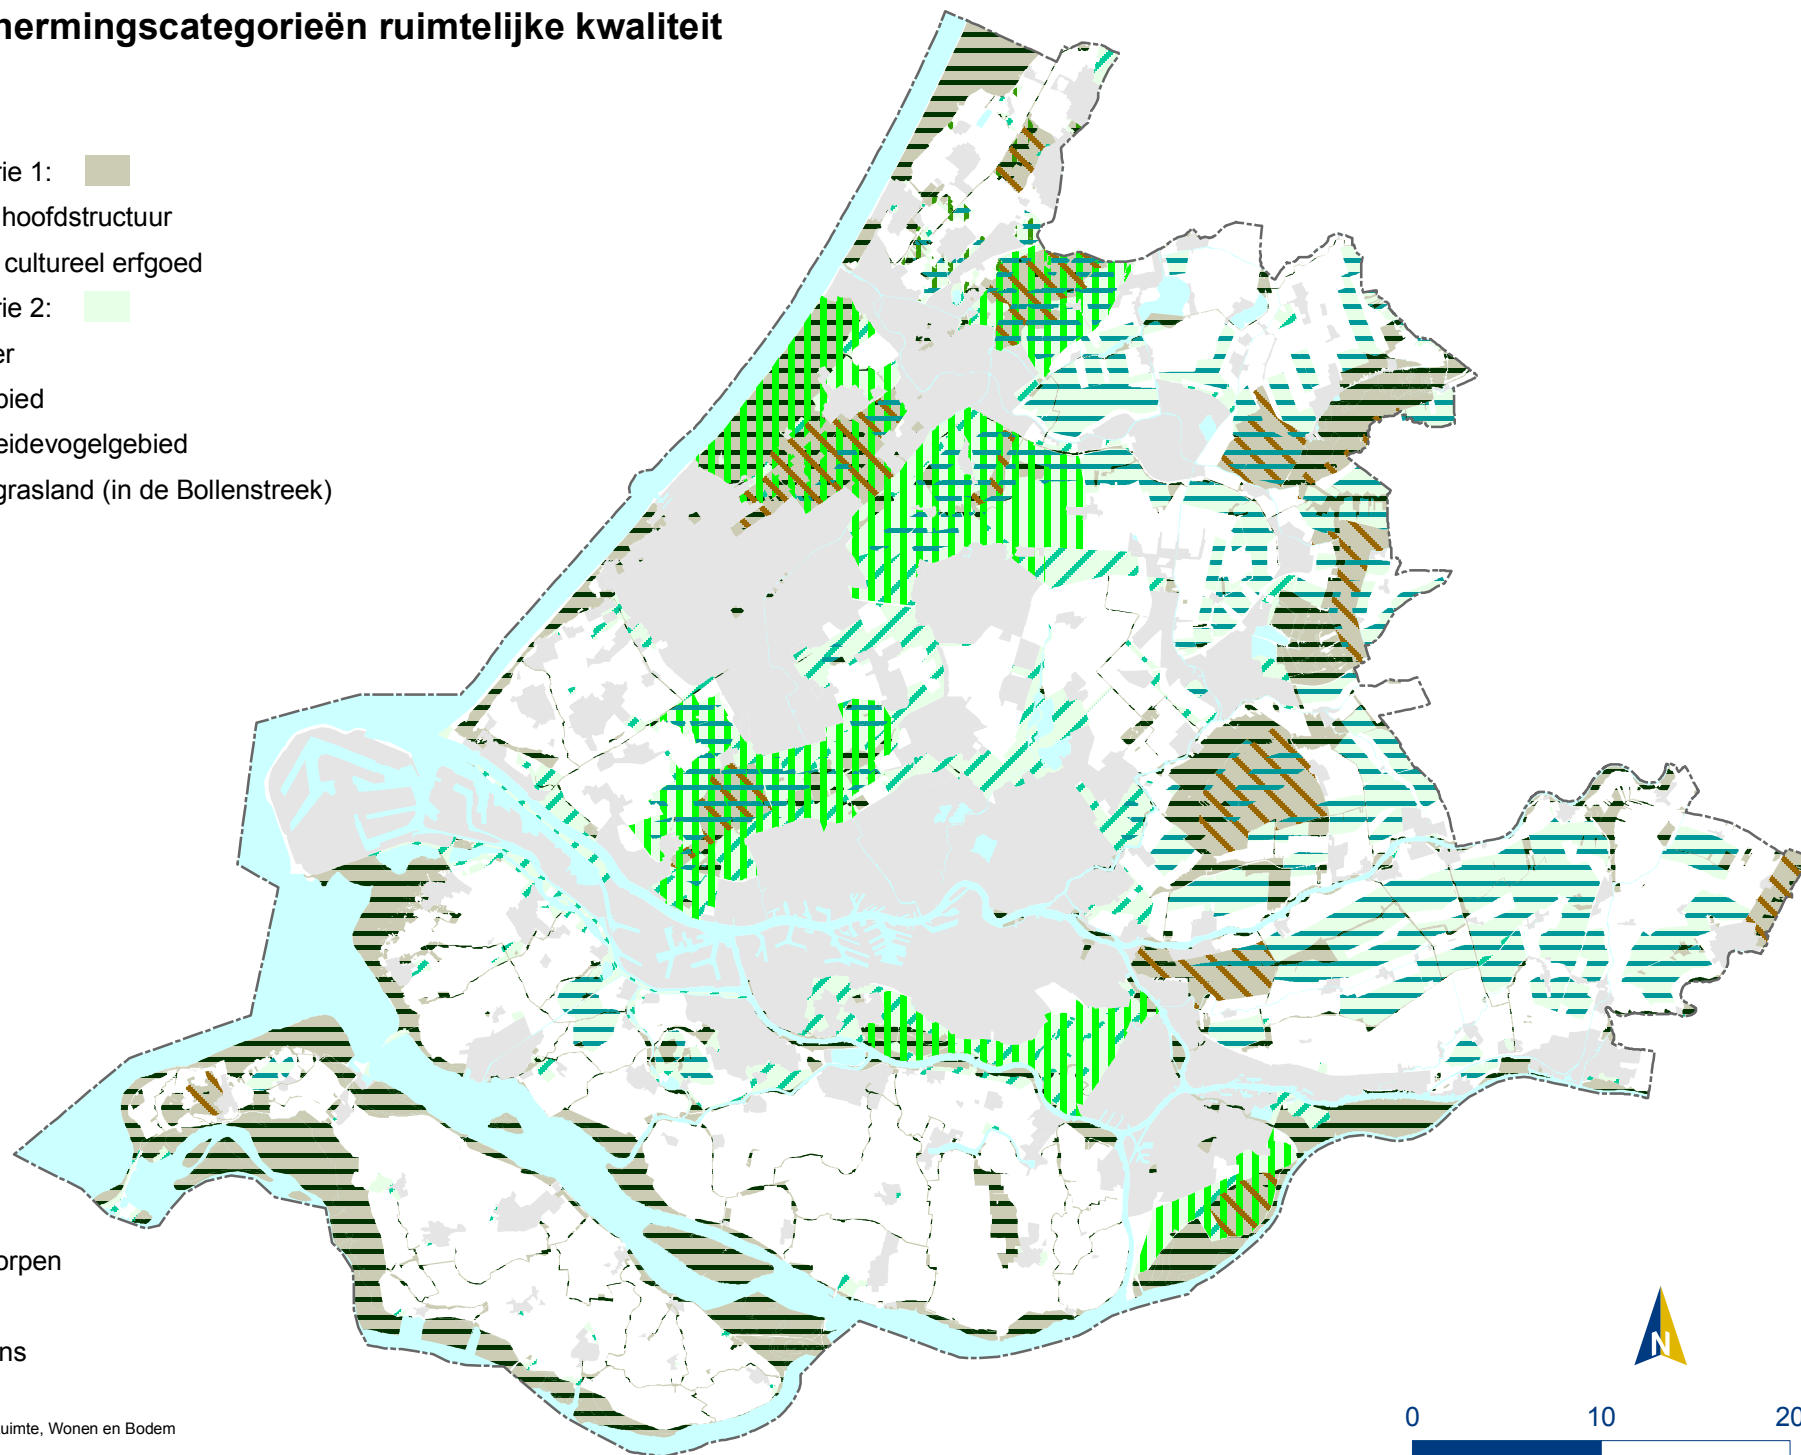 hermingscategorieën ruimtelijke kwaliteit
rie 1:
hoofdstructuur
cultureel erfgoed
rie 2:
er
bied
eidevogelgebied
grasland (in de Bollenstreek)
orpen
ns
uimte, Wonen en Bodem
N
0 10 20